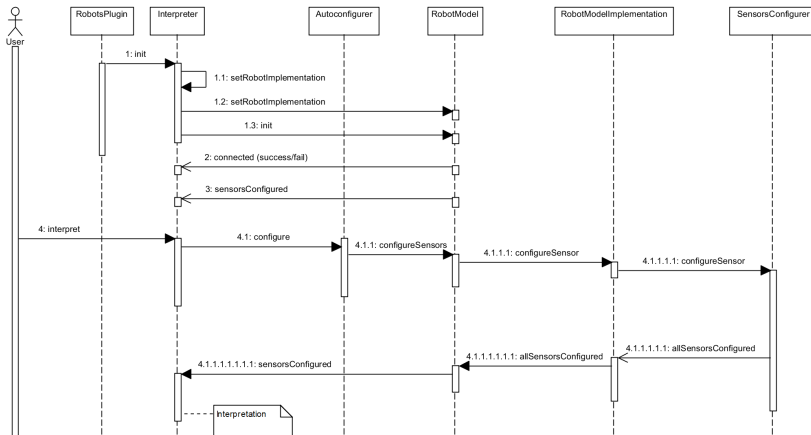 RobotsPlugin Interpreter Autoconfigurer RobotModel RobotModelImplementation SensorsConfigurer
User
1: init
1.1: setRobotImplementation
1.2: setRobotImplementation
1.3: init
2: connected (success/fail)
3: sensorsConfigured
4: interpret
4.1: configure
4.1.1: configureSensors
4.1.1.1: configureSensor
4.1.1.1.1: configureSensor
4.1.1.1.1.1: allSensorsConfigured
4.1.1.1.1.1.1: allSensorsConfigured
4.1.1.1.1.1.1.1: sensorsConfigured
Interpretation